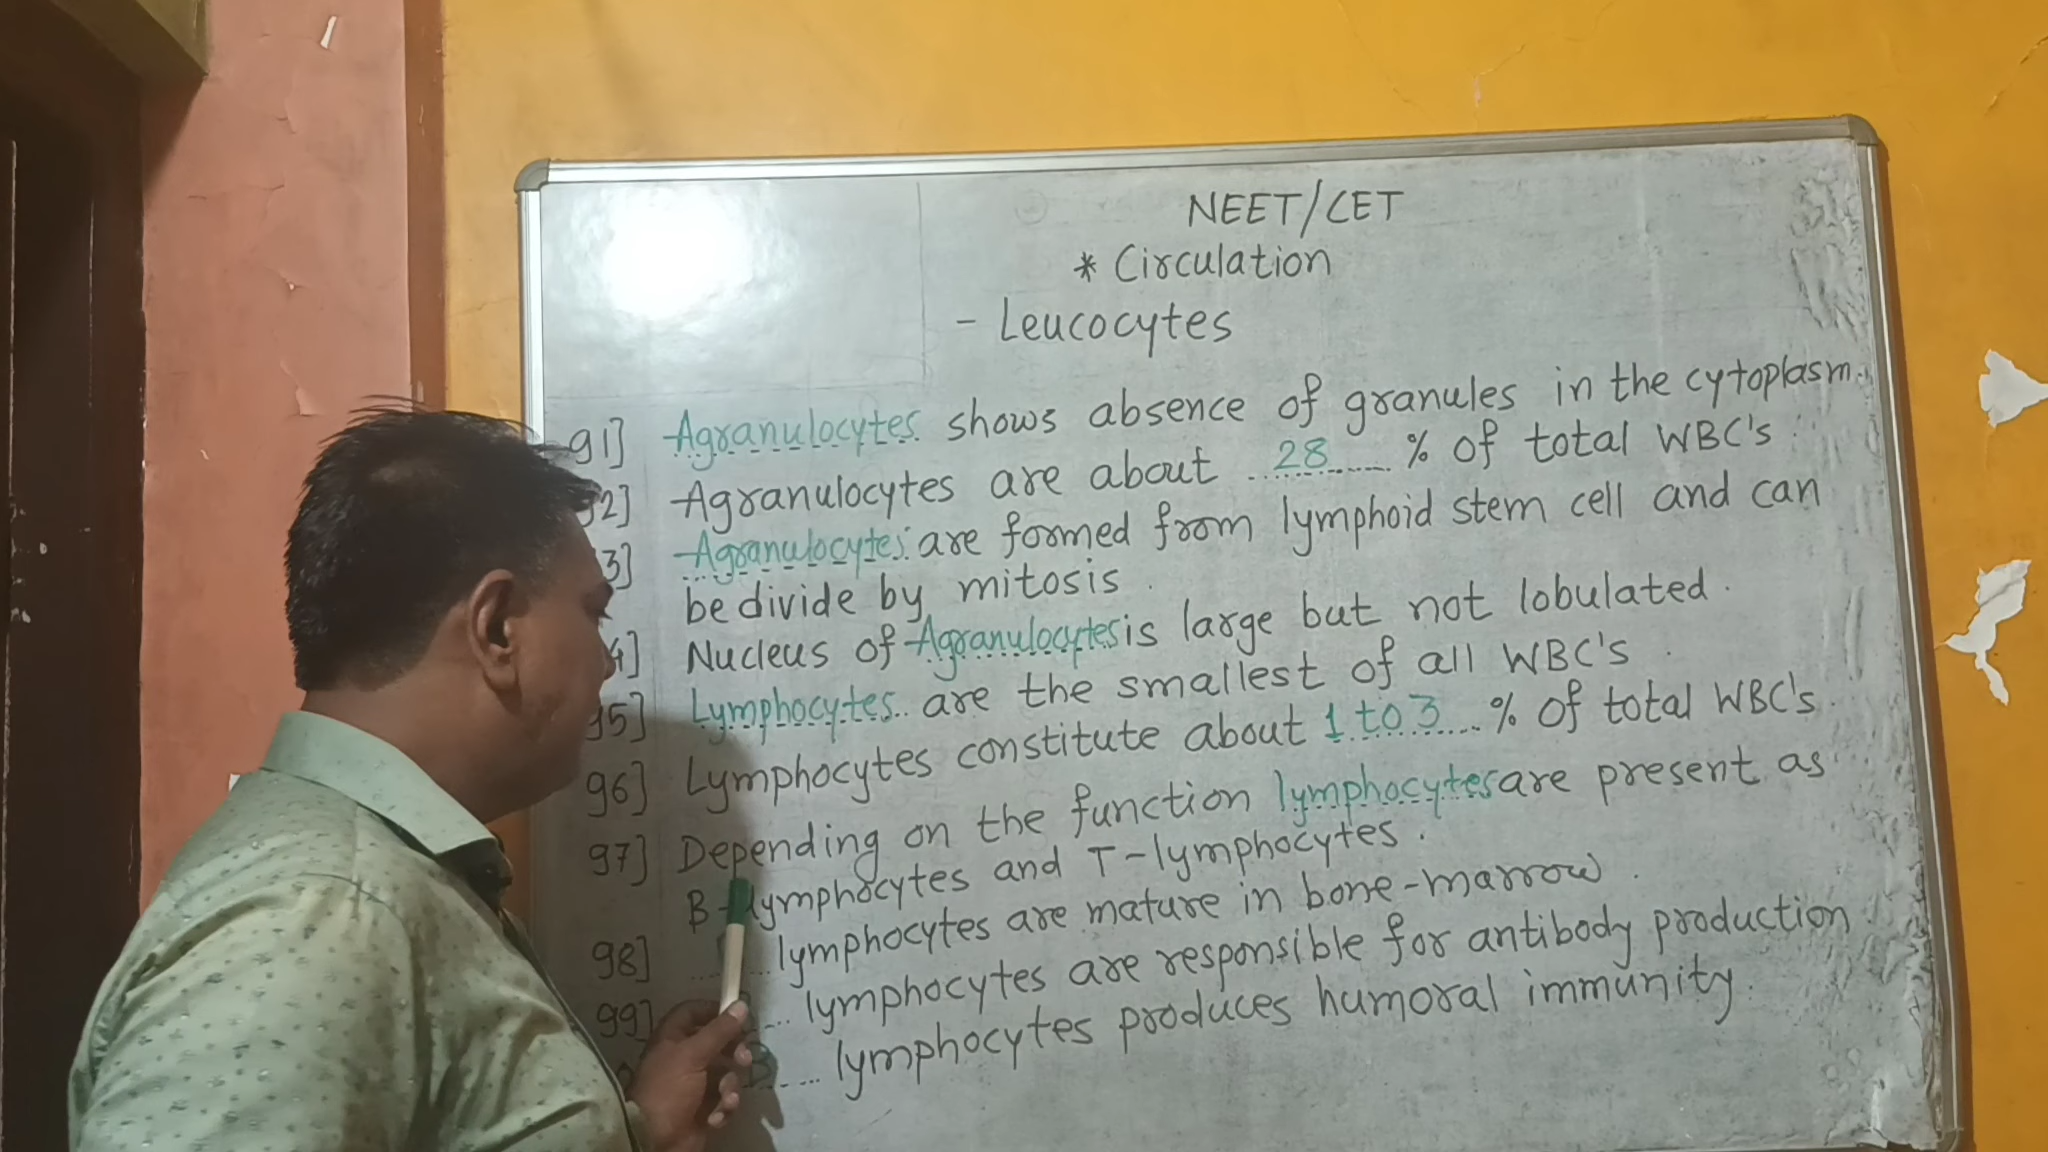 NEET/CET
* Circulation
- Leucocytes
91] Agranulocytes shows absence of granules in the cytoplasm.
92] Agranulocytes are about ...28... % of total WBC's
3] Agranulocytes are formed from lymphoid stem cell and can
be divide by mitosis.
4] Nucleus of Agranulocytes is large but not lobulated.
95] Lymphocytes.. are the smallest of all WBC's.
96] Lymphocytes constitute about 1 to 3... % of total WBC's.
97] Depending on the function lymphocytes are present as
B-lymphocytes and T-lymphocytes.
98] ... lymphocytes are mature in bone-marrow.
99] ... lymphocytes are responsible for antibody production
B.... lymphocytes produces humoral immunity.